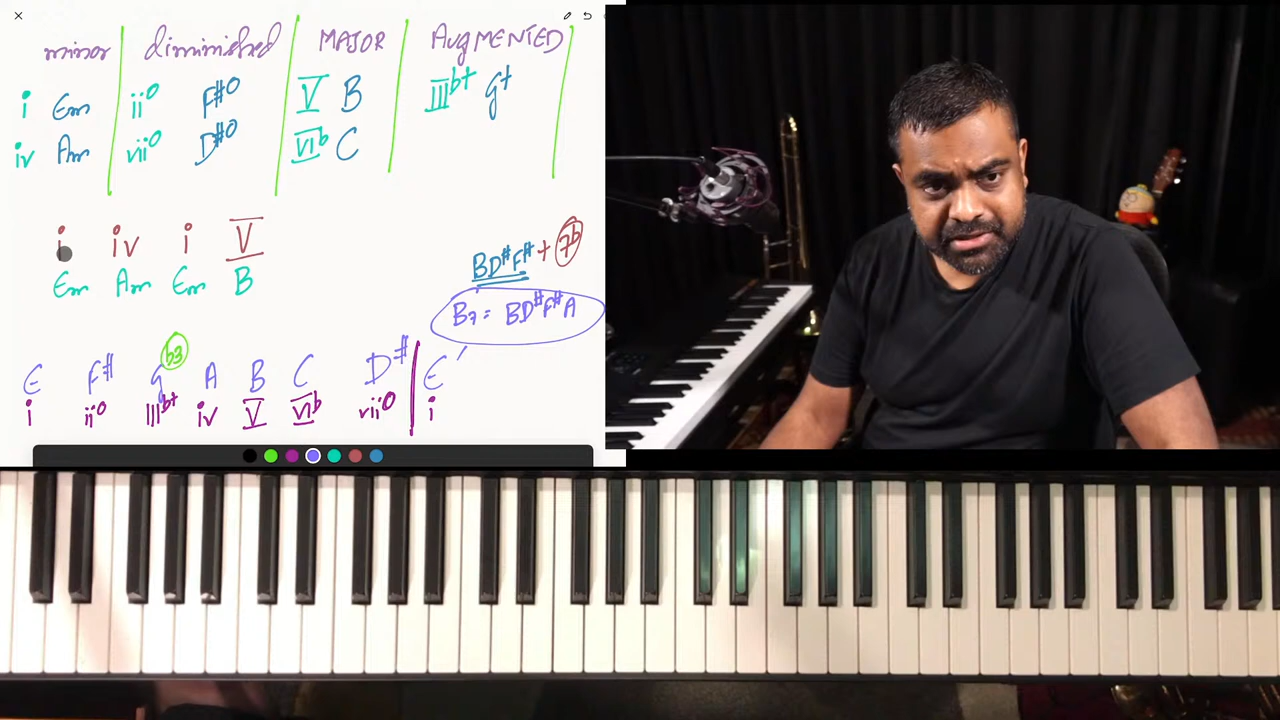 minor diminished MAJOR AUgMENTED
i Em ii° F#° V B III♭+ G+
iv Am vii° D#° VI♭ C
i iv i V
Em Am Em B
BD#F# + 7♭
B7 = BD#F#A
♭3
E F# G A B C D# E
i ii° III♭+ iv V VI♭ vii° i